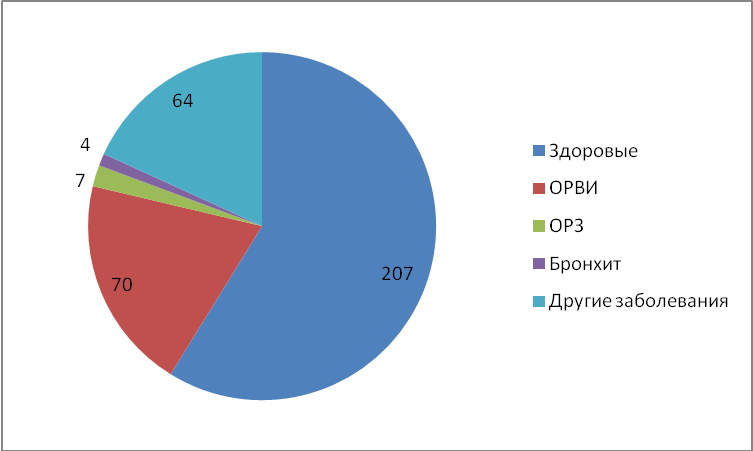 64
4
7
70
207
Здоровые
ОРВИ
ОРЗ
Бронхит
Другие заболевания